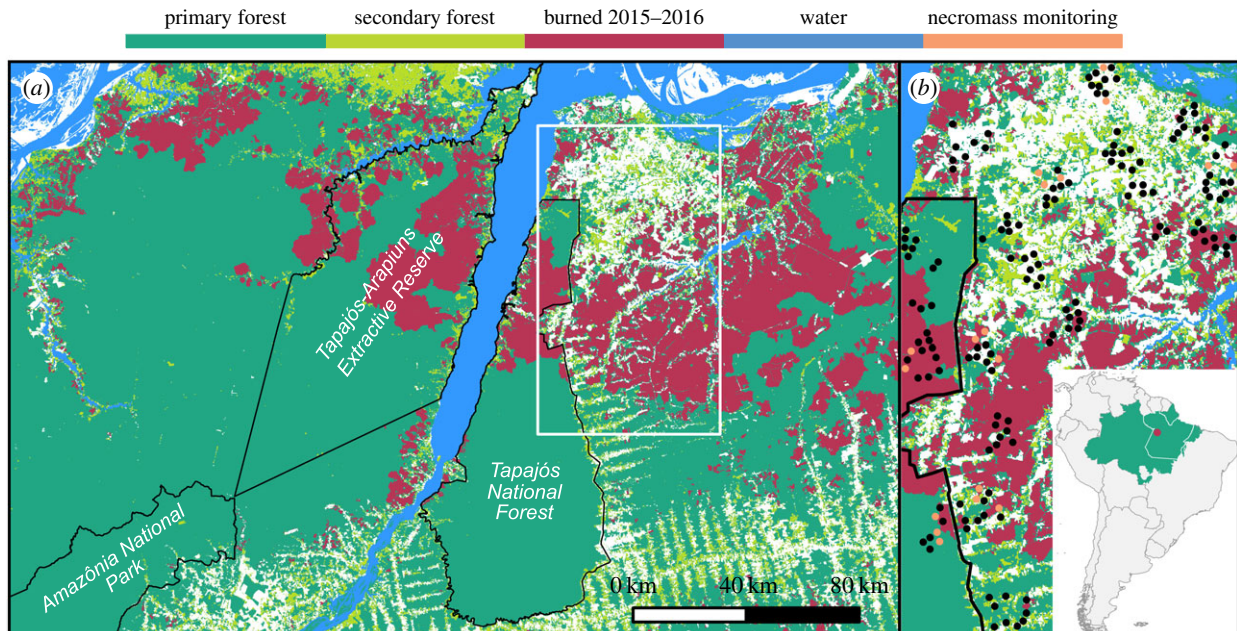 primary forest secondary forest burned 2015–2016 water necromass monitoring
(a)
(b)
Tapajós-Arapiuns
Extractive Reserve
Tapajós
National
Forest
Amazônia National
Park
0 km 40 km 80 km